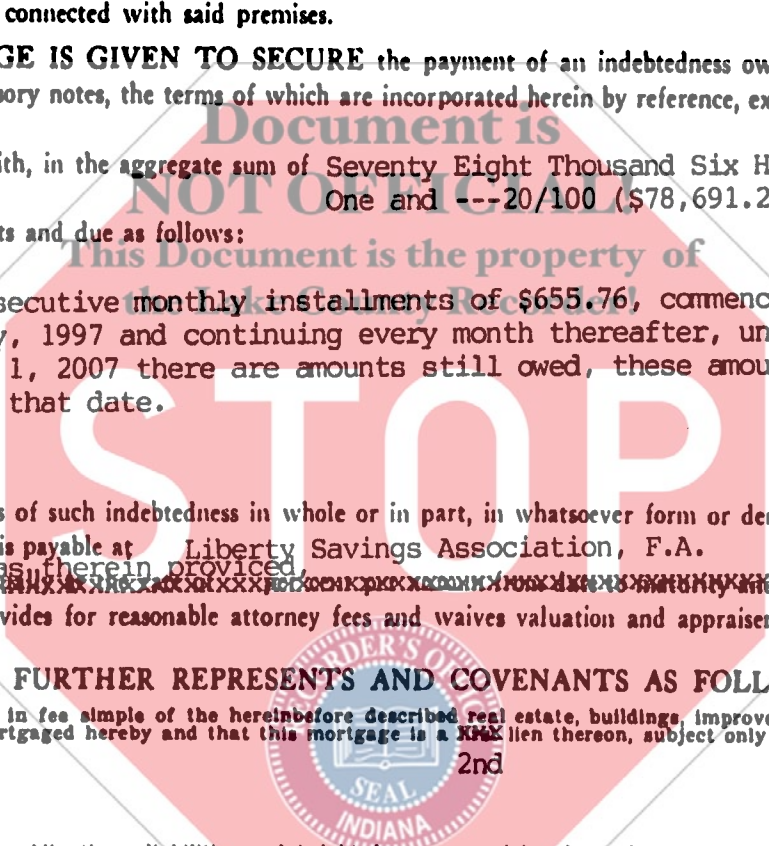 connected with said premises.
GE IS GIVEN TO SECURE the payment of an indebtedness ow
ory notes, the terms of which are incorporated herein by reference, ex
Document is
ith, in the aggregate sum of Seventy Eight Thousand Six H
NOT OFFICIAL!
One and ---20/100 ($78,691.2
ts and due as follows:
This Document is the property of
the Lake County Recorder!
secutive monthly installments of $655.76, commenc
, 1997 and continuing every month thereafter, un
1, 2007 there are amounts still owed, these amou
that date.
STOP
of such indebtedness in whole or in part, in whatsoever form or de
is payable at Liberty Savings Association, F.A.
as therein provided,
vides for reasonable attorney fees and waives valuation and appraise
RECORDER'S OFFICE
FURTHER REPRESENTS AND COVENANTS AS FOLL
in fee simple of the hereinbefore described real estate, buildings, improve
rtgaged hereby and that this mortgage is a lien thereon, subject only
2nd
SEAL
INDIANA